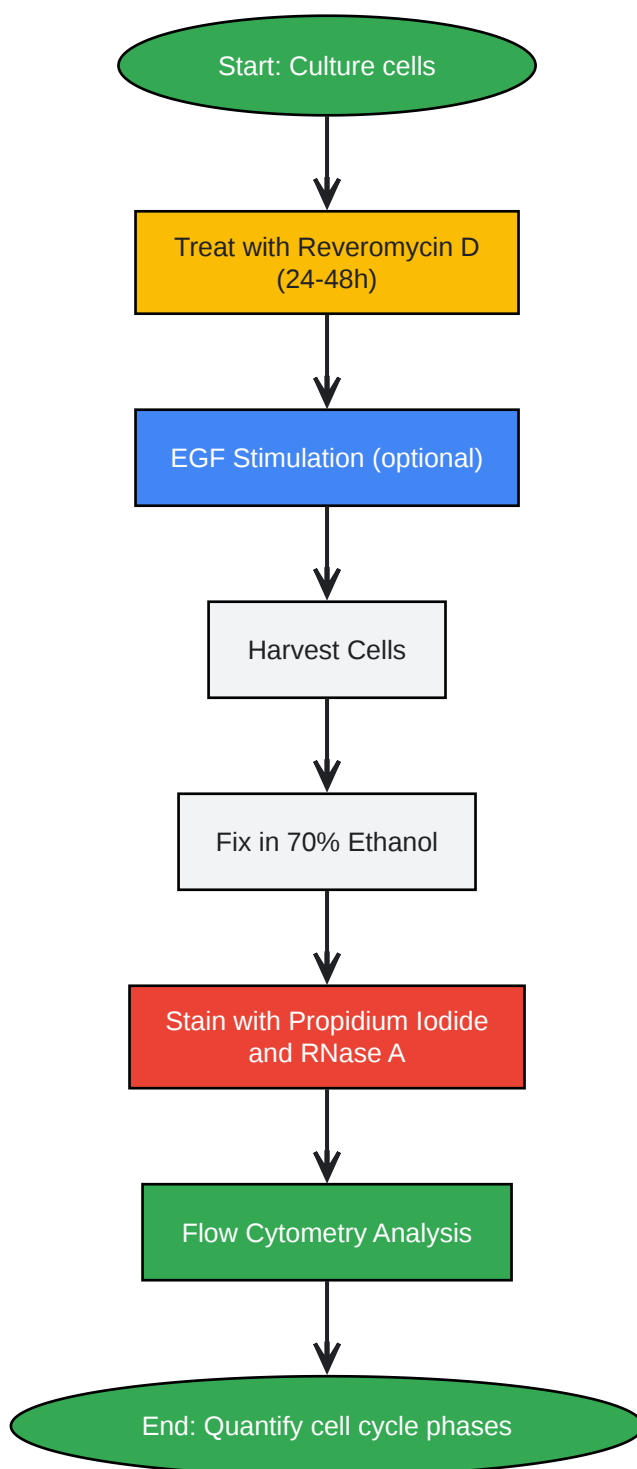 Start: Culture cells
Treat with Reveromycin D
(24-48h)
EGF Stimulation (optional)
Harvest Cells
Fix in 70% Ethanol
Stain with Propidium Iodide
and RNase A
Flow Cytometry Analysis
End: Quantify cell cycle phases